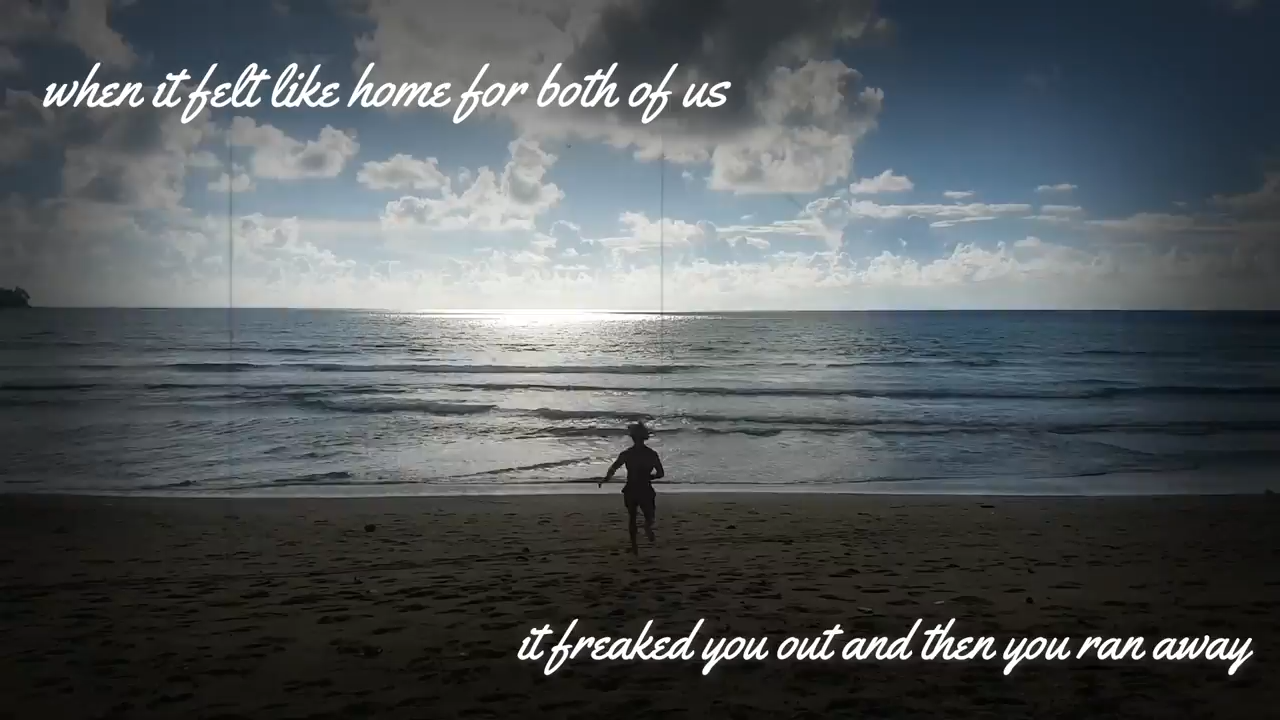 when it felt like home for both of us
it freaked you out and then you ran away